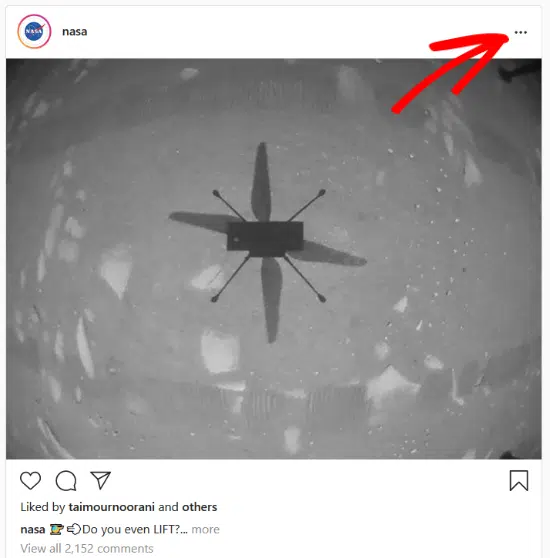 NASA
nasa
Liked by taimournoorani and others
nasa Do you even LIFT?... more
View all 2,152 comments